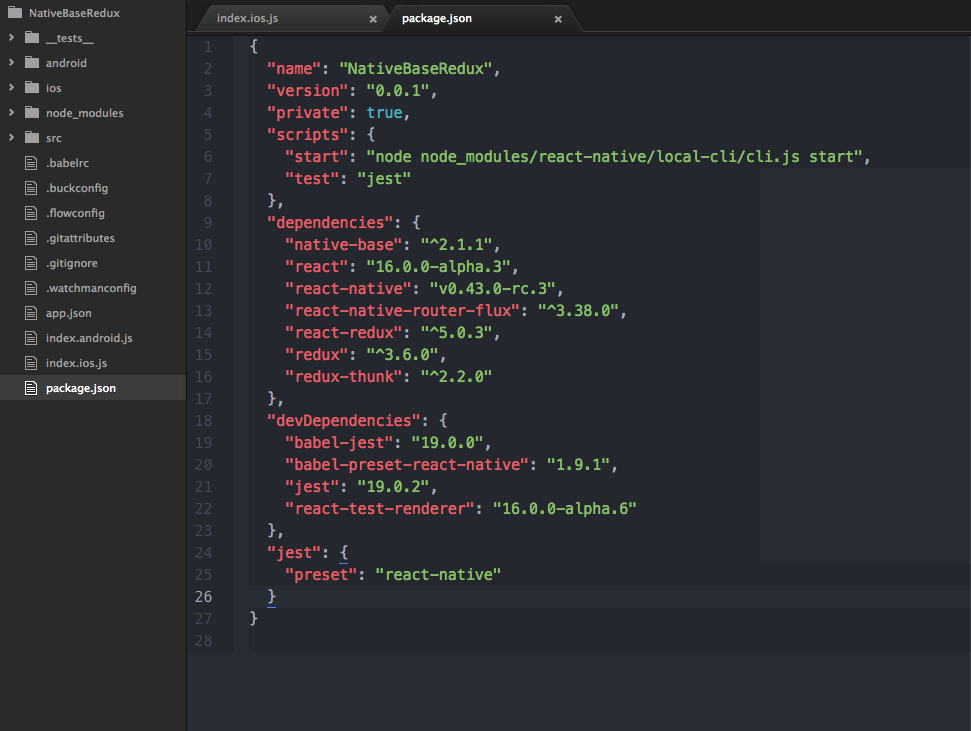 NativeBaseRedux
__tests__
android
ios
node_modules
src
.babelrc
.buckconfig
.flowconfig
.gitattributes
.gitignore
.watchmanconfig
app.json
index.android.js
index.ios.js
package.json
index.ios.js × package.json ×
1 {
2 "name": "NativeBaseRedux",
3 "version": "0.0.1",
4 "private": true,
5 "scripts": {
6 "start": "node node_modules/react-native/local-cli/cli.js start",
7 "test": "jest"
8 },
9 "dependencies": {
10 "native-base": "^2.1.1",
11 "react": "16.0.0-alpha.3",
12 "react-native": "v0.43.0-rc.3",
13 "react-native-router-flux": "^3.38.0",
14 "react-redux": "^5.0.3",
15 "redux": "^3.6.0",
16 "redux-thunk": "^2.2.0"
17 },
18 "devDependencies": {
19 "babel-jest": "19.0.0",
20 "babel-preset-react-native": "1.9.1",
21 "jest": "19.0.2",
22 "react-test-renderer": "16.0.0-alpha.6"
23 },
24 "jest": {
25 "preset": "react-native"
26 }
27 }
28